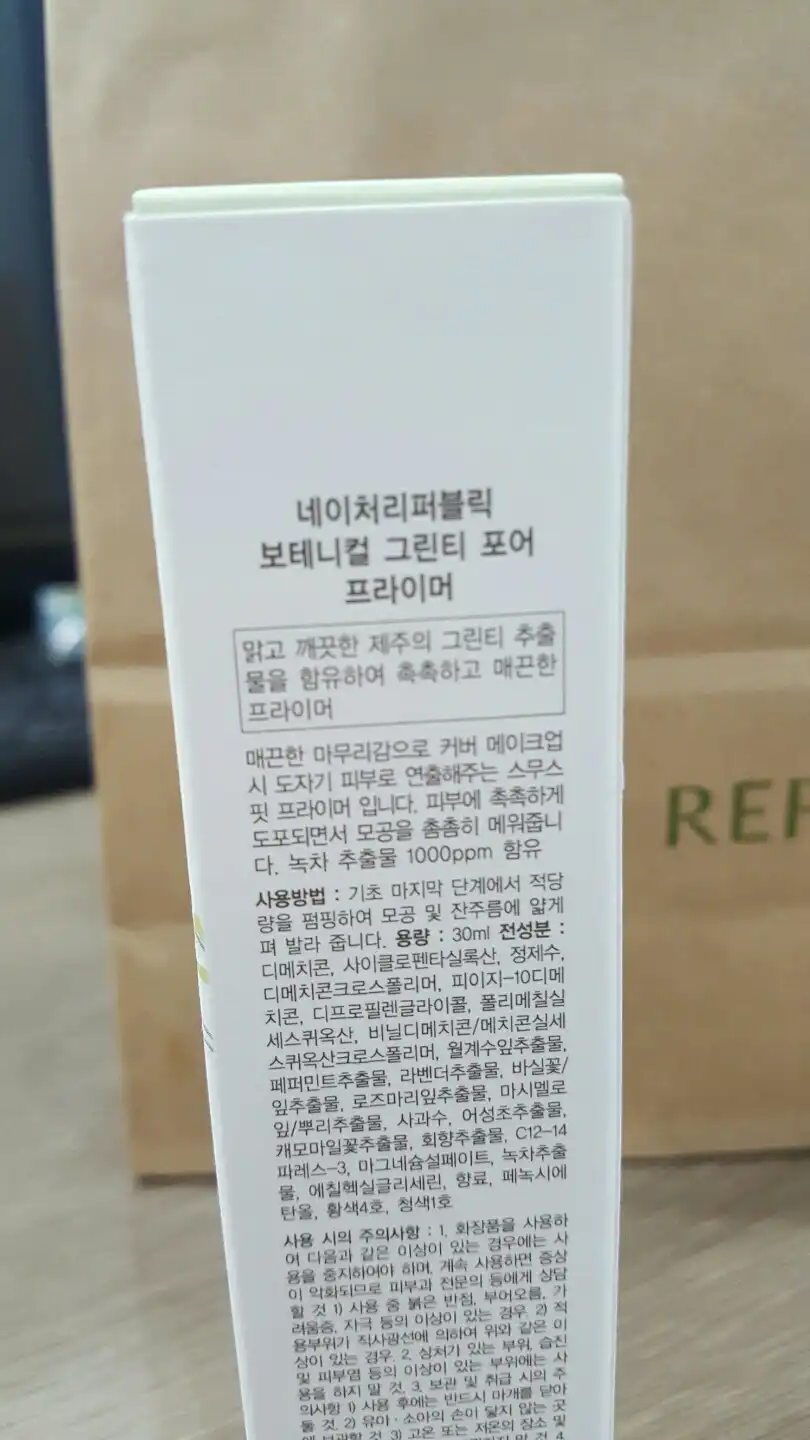 네이처리퍼블릭
보테니컬 그린티 포어
프라이머
맑고 깨끗한 제주의 그린티 추출
물을 함유하여 촉촉하고 매끈한
프라이머
매끈한 마무리감으로 커버 메이크업
시 도자기 피부로 연출해주는 스무스
핏 프라이머 입니다. 피부에 촉촉하게
도포되면서 모공을 촘촘히 메워줍니
다. 녹차 추출물 1000ppm 함유
사용방법 : 기초 마지막 단계에서 적당
량을 펌핑하여 모공 및 잔주름에 얇게
펴 발라 줍니다. 용량 : 30ml 전성분 :
디메치콘, 사이클로펜타실록산, 정제수,
디메치콘크로스폴리머, 피이지-10디메
치콘, 디프로필렌글라이콜, 폴리메칠실
세스퀴옥산, 비닐디메치콘/메치콘실세
스퀴옥산크로스폴리머, 월계수잎추출물,
페퍼민트추출물, 라벤더추출물, 바실꽃/
잎추출물, 로즈마리잎추출물, 마시멜로
잎/뿌리추출물, 사과수, 어성초추출물,
캐모마일꽃추출물, 회향추출물, C12-14
파레스-3, 마그네슘설페이트, 녹차추출
물, 에칠헥실글리세린, 향료, 페녹시에
탄올, 황색4호, 청색1호
사용 시의 주의사항 : 1. 화장품을 사용하
여 다음과 같은 이상이 있는 경우에는 사
용을 중지하여야 하며, 계속 사용하면 증상
이 악화되므로 피부과 전문의 등에게 상담
할 것 1) 사용 중 붉은 반점, 부어오름, 가
려움증, 자극 등의 이상이 있는 경우 2) 적
용부위가 직사광선에 의하여 위와 같은 이
상이 있는 경우. 2. 상처가 있는 부위, 습진
및 피부염 등의 이상이 있는 부위에는 사
용을 하지 말 것. 3. 보관 및 취급 시의 주
의사항 1) 사용 후에는 반드시 마개를 닫아
둘 것. 2) 유아·소아의 손이 닿지 않는 곳
에 보관할 것 3) 고온 또는 저온의 장소 및
REP